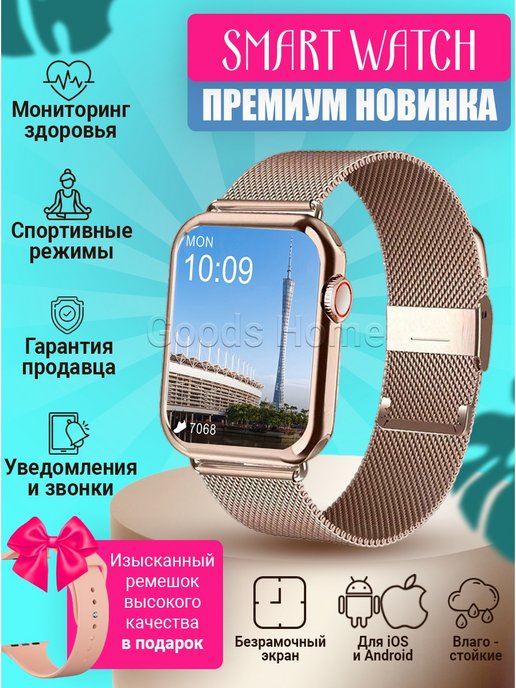 SMART WATCH
ПРЕМИУМ НОВИНКА
Мониторинг
здоровья
Спортивные
режимы
Гарантия
продавца
Уведомления
и звонки
MON
10:09
7068
Goods Home
Изысканный
ремешок
высокого
качества
в подарок
Безрамочный
экран
Для iOS
и Android
Влаго -
стойкие